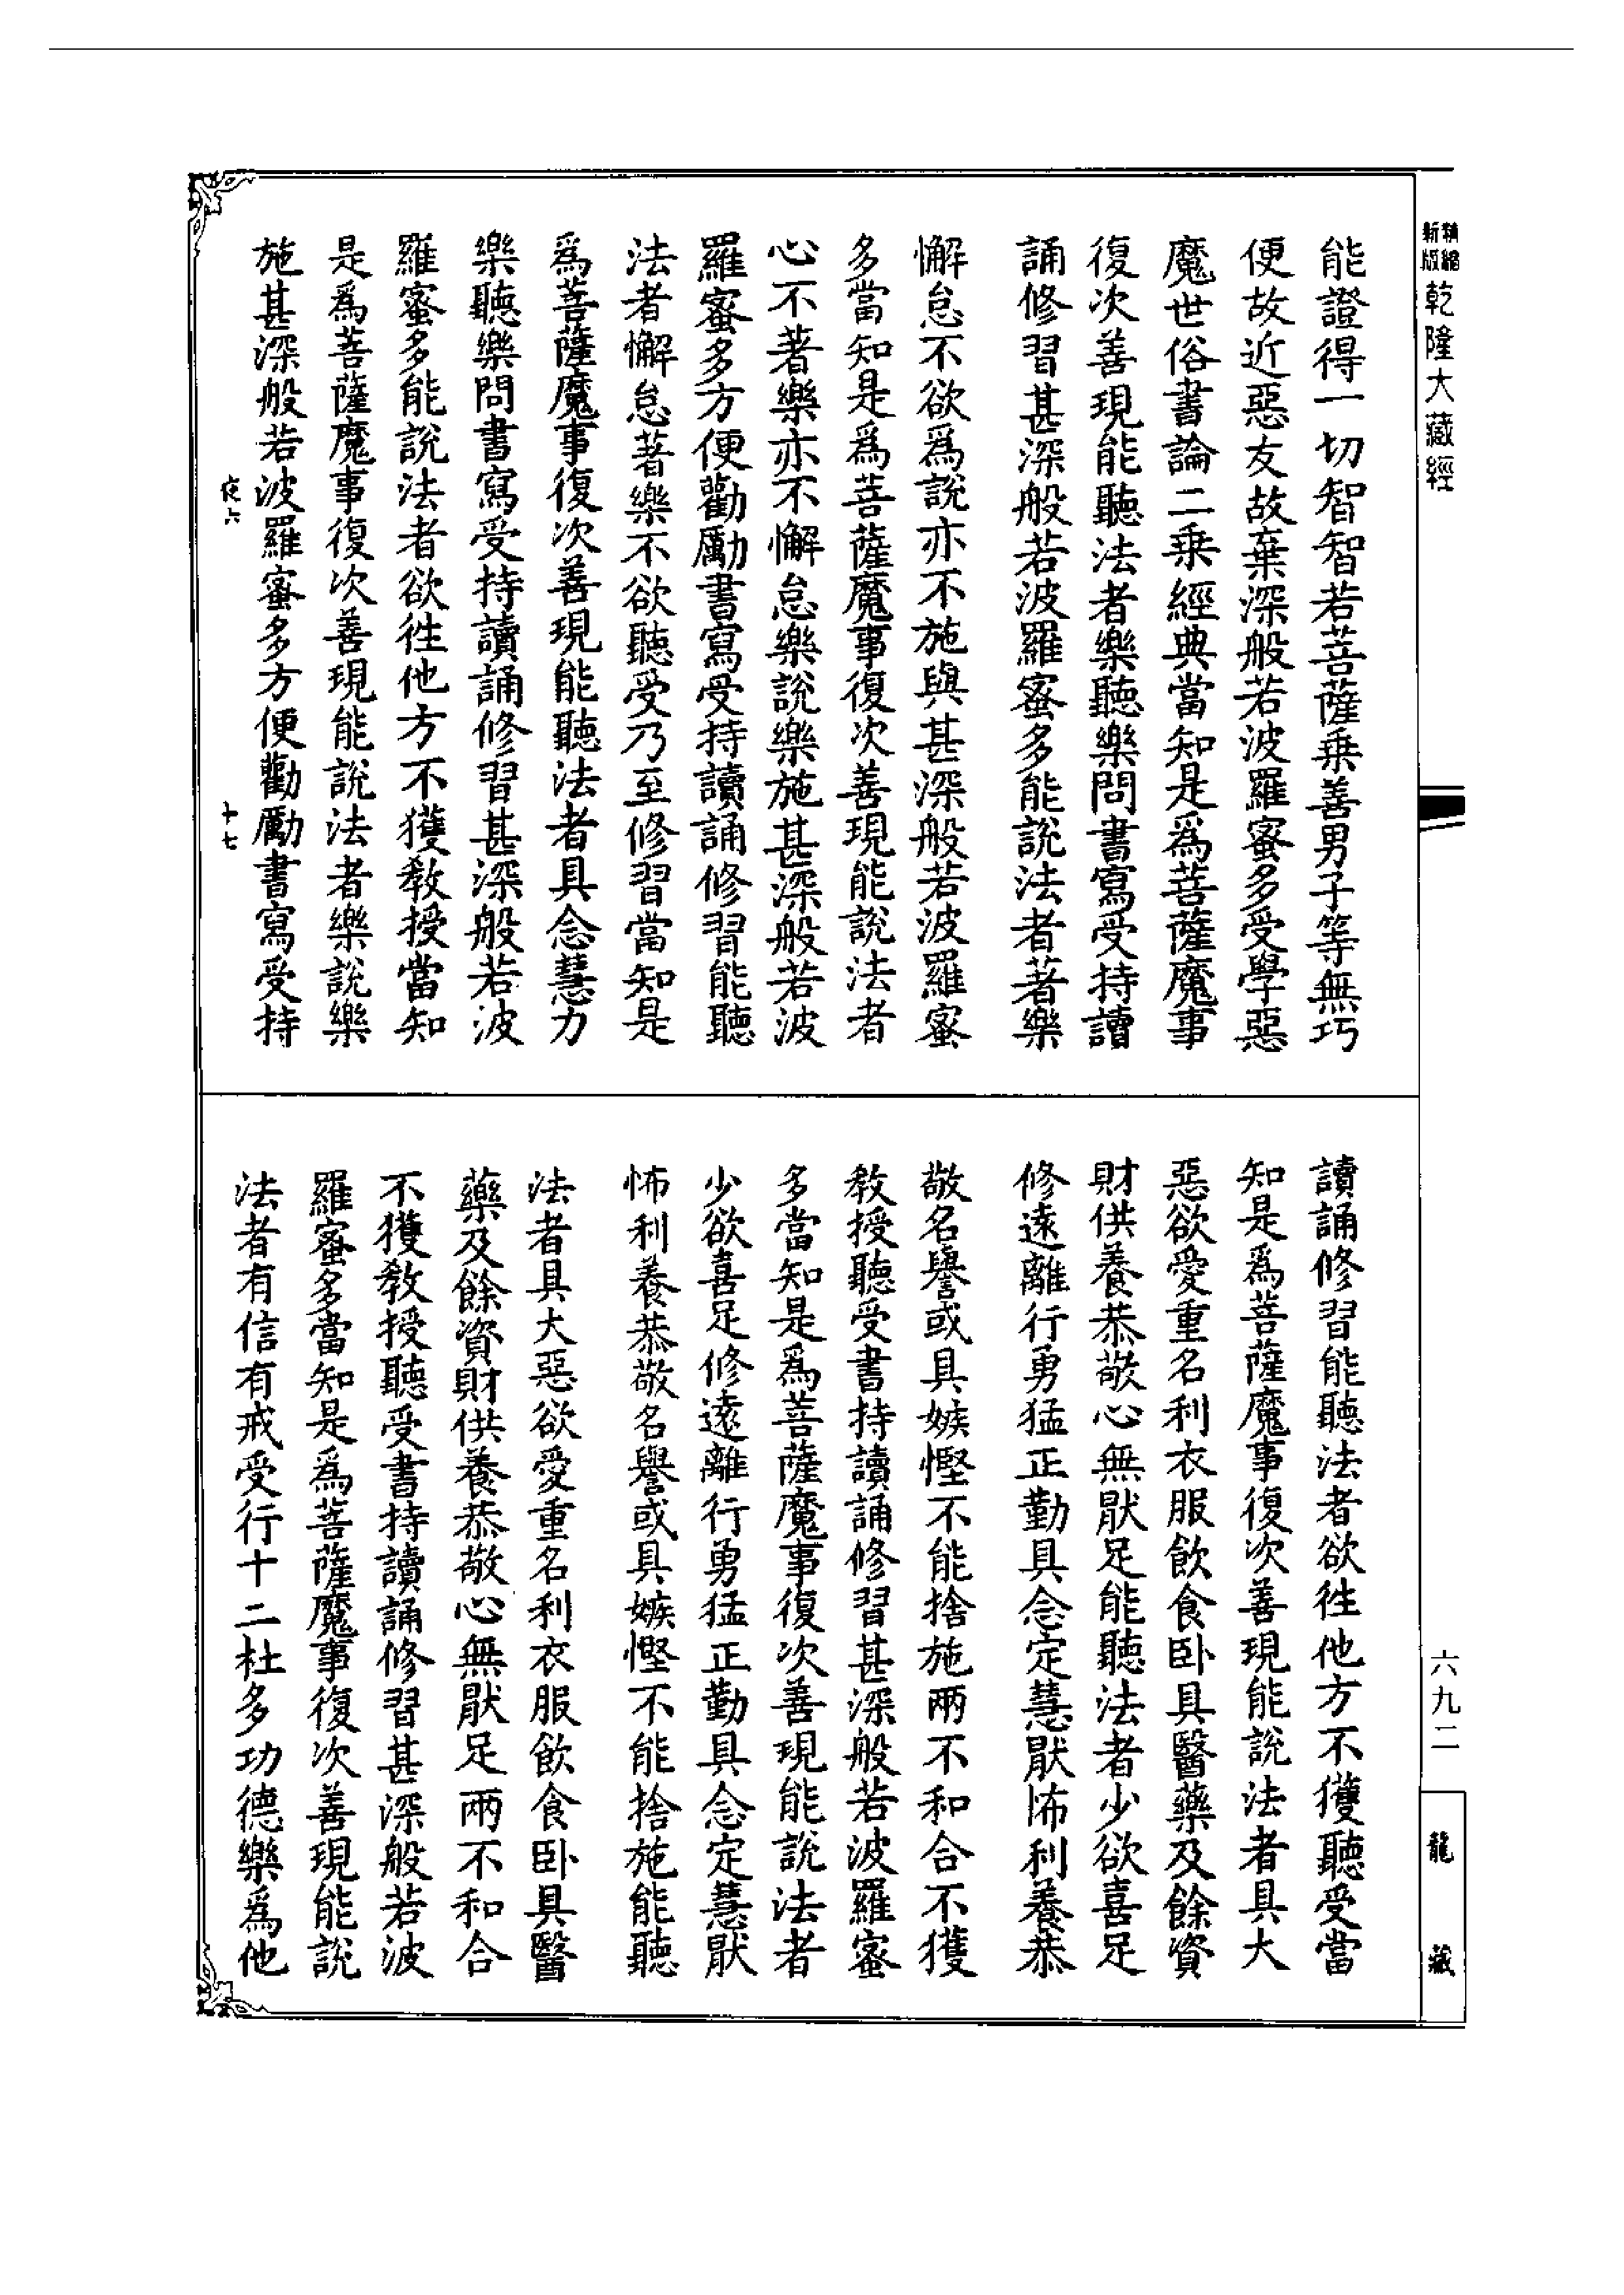 新版精縮乾隆大藏經
能證得一切智智若菩薩乘善男子等無巧
便故近惡友故棄深般若波羅蜜多受學惡
魔世俗書論二乘經典當知是爲菩薩魔事
復次善現能聽法者樂聽樂問書寫受持讀
誦修習甚深般若波羅蜜多能說法者著樂
懈怠不欲爲說亦不施與甚深般若波羅蜜
多當知是爲菩薩魔事復次善現能說法者
心不著樂亦不懈怠樂說樂施甚深般若波
羅蜜多方便勸勵書寫受持讀誦修習能聽
法者懈怠著樂不欲聽受乃至修習當知是
爲菩薩魔事復次善現能聽法者具念慧力
樂聽樂問書寫受持讀誦修習甚深般若波
羅蜜多能說法者欲徃他方不獲教授當知
是爲菩薩魔事復次善現能說法者樂說樂
施甚深般若波羅蜜多方便勸勵書寫受持
夜六 十七
讀誦修習能聽法者欲徃他方不獲聽受當
知是爲菩薩魔事復次善現能說法者具大
惡欲愛重名利衣服飲食卧具醫藥及餘資
財供養恭敬心無厭足能聽法者少欲喜足
修遠離行勇猛正勤具念定慧厭怖利養恭
敬名譽或具嫉慳不能捨施兩不和合不獲
教授聽受書持讀誦修習甚深般若波羅蜜
多當知是爲菩薩魔事復次善現能說法者
少欲喜足修遠離行勇猛正勤具念定慧厭
怖利養恭敬名譽或具嫉慳不能捨施能聽
法者具大惡欲愛重名利衣服飲食卧具醫
藥及餘資財供養恭敬心無厭足兩不和合
不獲教授聽受書持讀誦修習甚深般若波
羅蜜多當知是爲菩薩魔事復次善現能說
法者有信有戒受行十二杜多功德樂爲他
六九二
龍藏